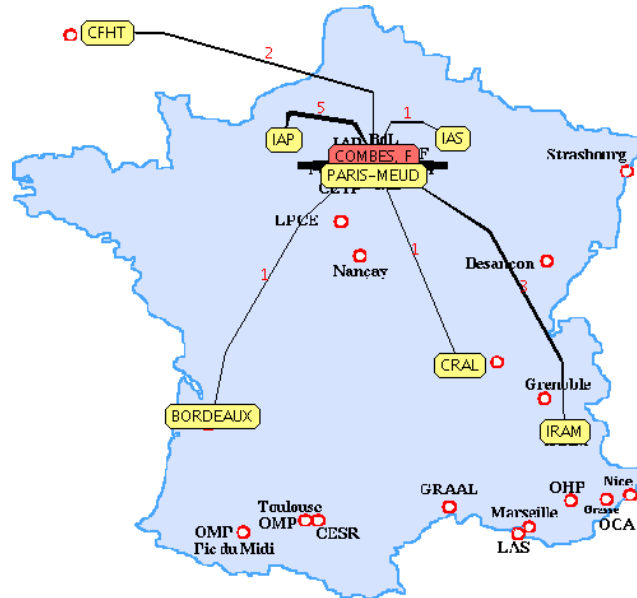 CFHT
2
5
1
IAP
IAS
COMBES, F
PARIS-MEUD
Strasbourg
LPCE
Nançay
1
1
3
CRAL
Grenoble
BORDEAUX
IRAM
Toulouse
OMP
CESR
OMP
Pic du Midi
GRAAL
Marseille
LAS
OHP
Nice
Grasse
OCA